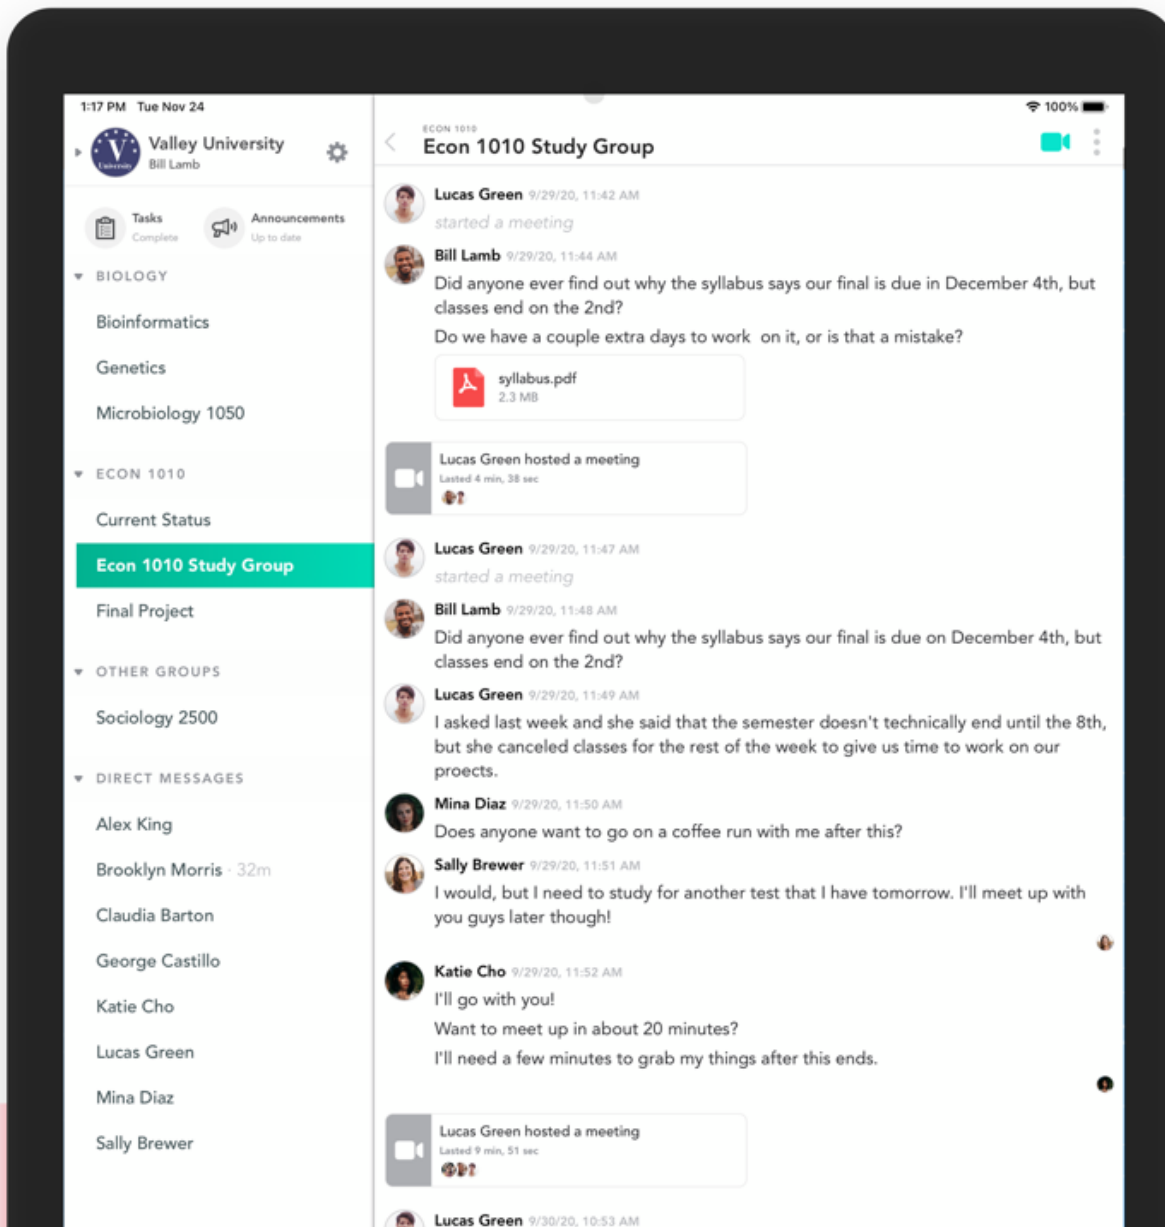 1:17 PM Tue Nov 24
100%
Valley University
Bill Lamb
V
University
Tasks
Complete
Announcements
Up to date
BIOLOGY
Bioinformatics
Genetics
Microbiology 1050
ECON 1010
Current Status
Econ 1010 Study Group
Final Project
OTHER GROUPS
Sociology 2500
DIRECT MESSAGES
Alex King
Brooklyn Morris · 32m
Claudia Barton
George Castillo
Katie Cho
Lucas Green
Mina Diaz
Sally Brewer
ECON 1010
Econ 1010 Study Group
Lucas Green 9/29/20, 11:42 AM
started a meeting
Bill Lamb 9/29/20, 11:44 AM
Did anyone ever find out why the syllabus says our final is due in December 4th, but
classes end on the 2nd?
Do we have a couple extra days to work on it, or is that a mistake?
syllabus.pdf
2.3 MB
Lucas Green hosted a meeting
Lasted 4 min, 38 sec
Lucas Green 9/29/20, 11:47 AM
started a meeting
Bill Lamb 9/29/20, 11:48 AM
Did anyone ever find out why the syllabus says our final is due on December 4th, but
classes end on the 2nd?
Lucas Green 9/29/20, 11:49 AM
I asked last week and she said that the semester doesn't technically end until the 8th,
but she canceled classes for the rest of the week to give us time to work on our
proects.
Mina Diaz 9/29/20, 11:50 AM
Does anyone want to go on a coffee run with me after this?
Sally Brewer 9/29/20, 11:51 AM
I would, but I need to study for another test that I have tomorrow. I'll meet up with
you guys later though!
Katie Cho 9/29/20, 11:52 AM
I'll go with you!
Want to meet up in about 20 minutes?
I'll need a few minutes to grab my things after this ends.
Lucas Green hosted a meeting
Lasted 9 min, 51 sec
Lucas Green 9/30/20, 10:53 AM